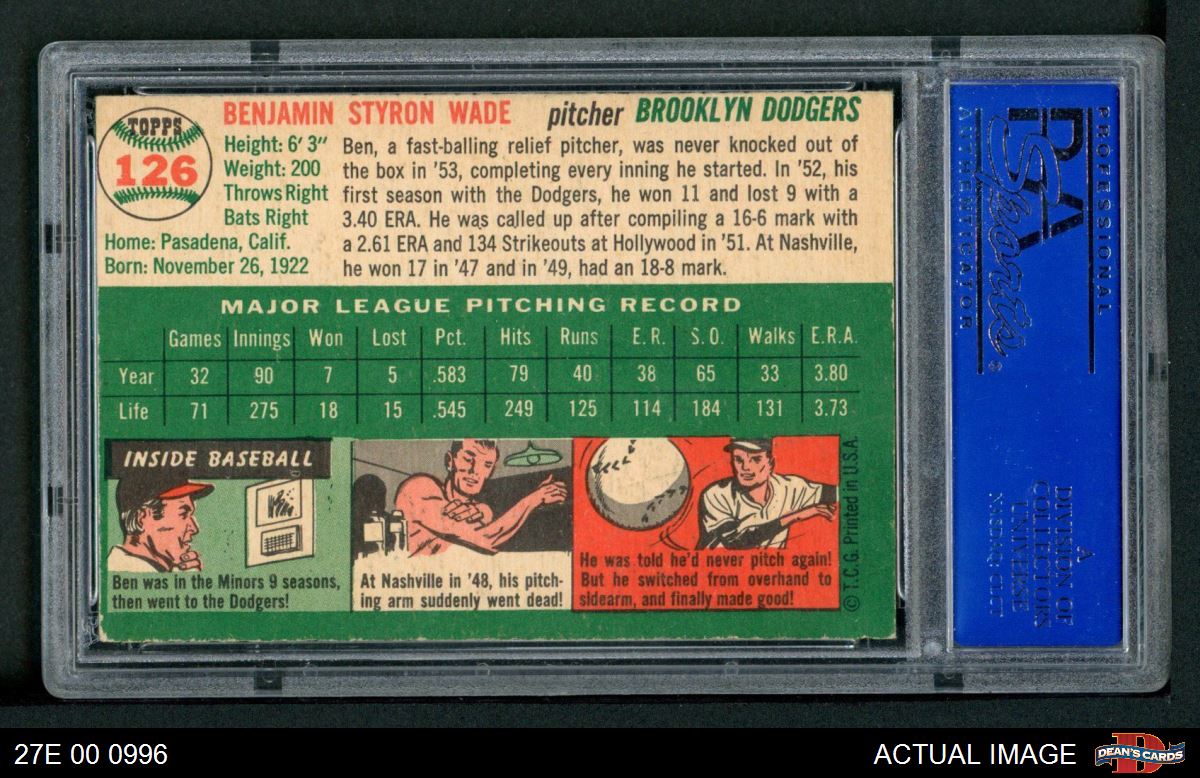 TOPPS
126
BENJAMIN STYRON WADE pitcher BROOKLYN DODGERS
Height: 6' 3"
Weight: 200
Throws Right
Bats Right
Home: Pasadena, Calif.
Born: November 26, 1922
Ben, a fast-balling relief pitcher, was never knocked out of
the box in '53, completing every inning he started. In '52, his
first season with the Dodgers, he won 11 and lost 9 with a
3.40 ERA. He was called up after compiling a 16-6 mark with
a 2.61 ERA and 134 Strikeouts at Hollywood in '51. At Nashville,
he won 17 in '47 and in '49, had an 18-8 mark.
MAJOR LEAGUE PITCHING RECORD
Games Innings Won Lost Pct. Hits Runs E. R. S. O. Walks E.R.A.
Year 32 90 7 5 .583 79 40 38 65 33 3.80
Life 71 275 18 15 .545 249 125 114 184 131 3.73
INSIDE BASEBALL
Ben was in the Minors 9 seasons,
then went to the Dodgers!
At Nashville in '48, his pitch-
ing arm suddenly went dead!
He was told he'd never pitch again!
But he switched from overhand to
sidearm, and finally made good!
© T.C.G. Printed in U.S.A.
PROFESSIONAL
PSA
Sports
AUTHENTICATOR
A
DIVISION OF
COLLECTORS
UNIVERSE
NASDAQ: CLCT
27E 00 0996
ACTUAL IMAGE
DEAN'S CARDS